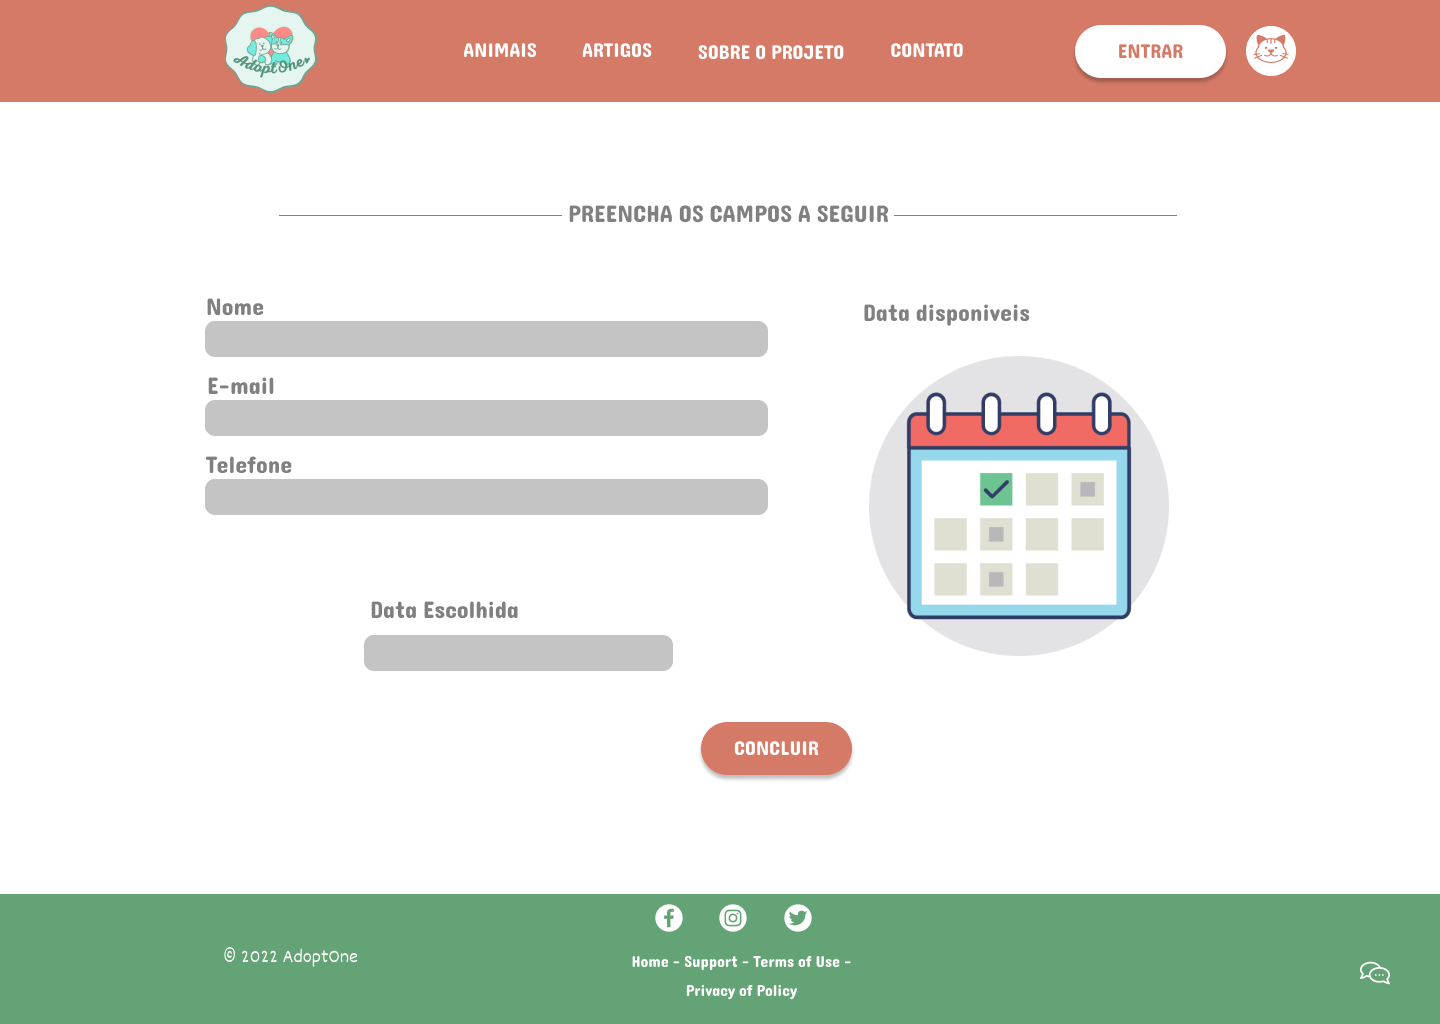 AdoptOne
ANIMAIS
ARTIGOS
SOBRE O PROJETO
CONTATO
ENTRAR
PREENCHA OS CAMPOS A SEGUIR
Nome
E-mail
Telefone
Data Escolhida
Data disponiveis
CONCLUIR
© 2022 AdoptOne
Home - Support - Terms of Use -
Privacy of Policy